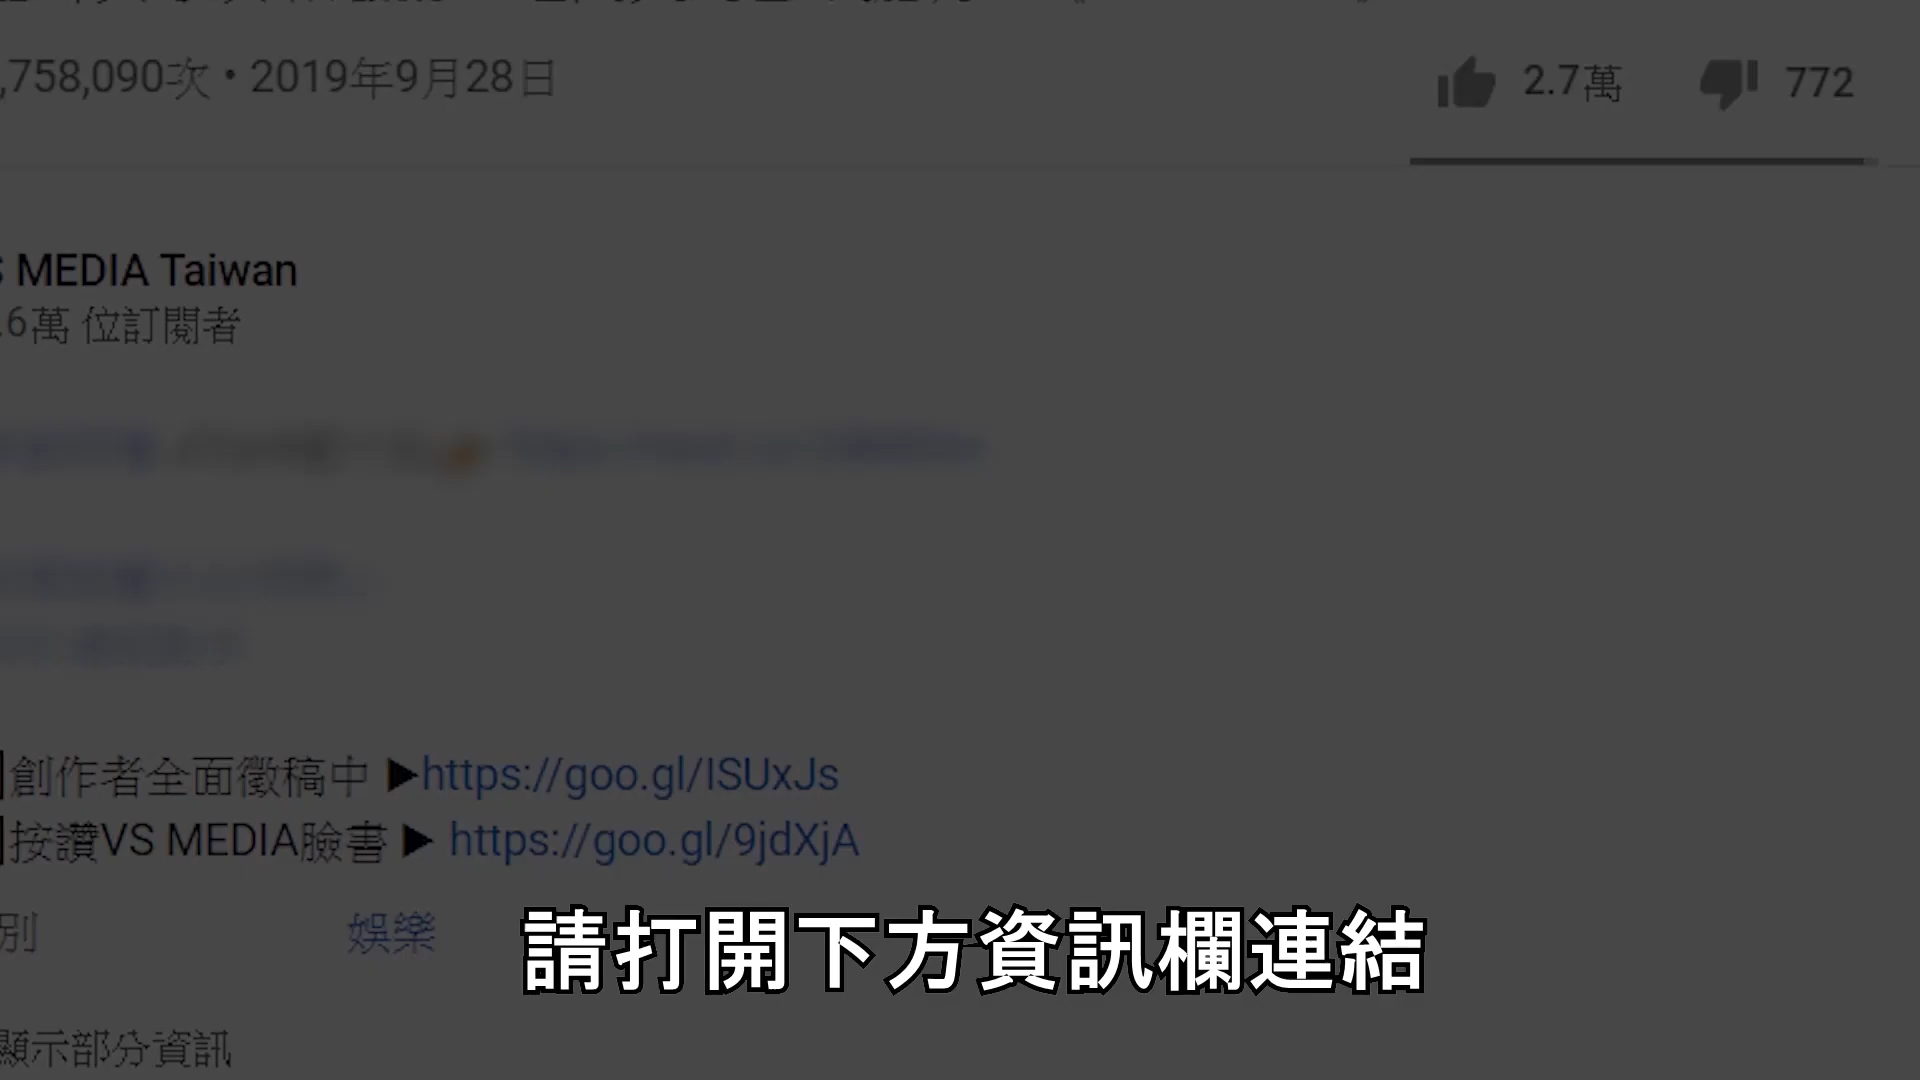 ,758,090次 • 2019年9月28日
2.7萬 772
S MEDIA Taiwan
.6萬 位訂閱者
創作者全面徵稿中 ▶https://goo.gl/ISUxJs
按讚VS MEDIA臉書 ▶ https://goo.gl/9jdXjA
別 娛樂
請打開下方資訊欄連結
顯示部分資訊